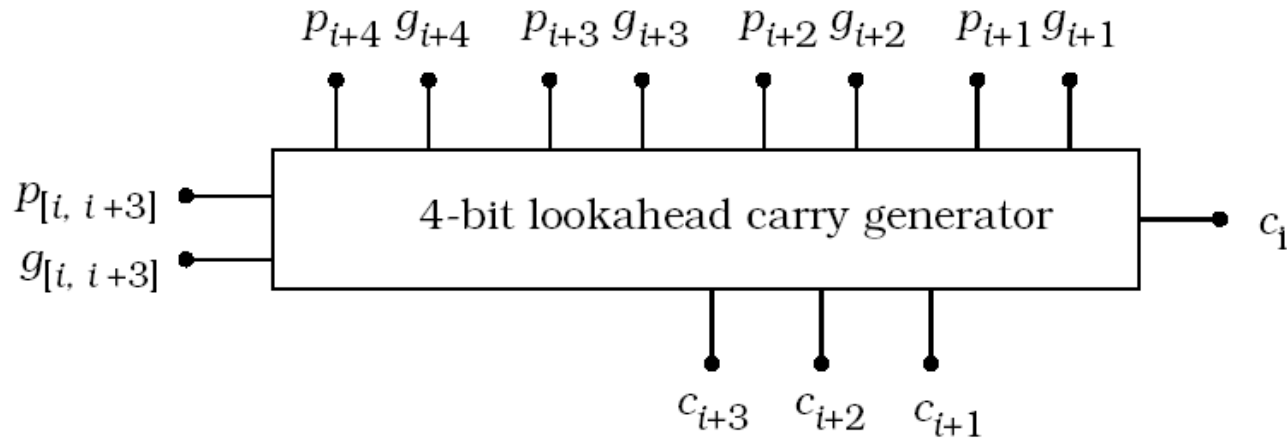 p_{i+4} g_{i+4} p_{i+3} g_{i+3} p_{i+2} g_{i+2} p_{i+1} g_{i+1}
p_{[i, i+3]}
4-bit lookahead carry generator
c_i
g_{[i, i+3]}
c_{i+3} c_{i+2} c_{i+1}